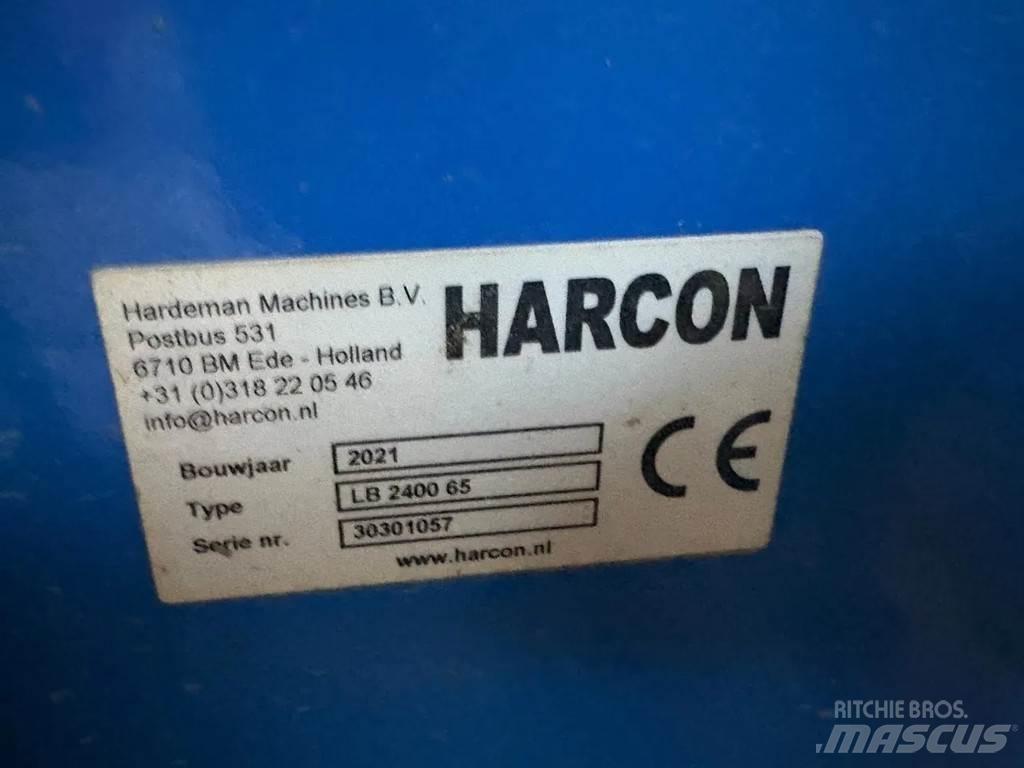 Hardeman Machines B.V.
Postbus 531
6710 BM Ede - Holland
+31 (0)318 22 05 46
info@harcon.nl
HARCON
Bouwjaar 2021
Type LB 2400 65
Serie nr. 30301057
CE
www.harcon.nl
RITCHIE BROS.
MASCUS